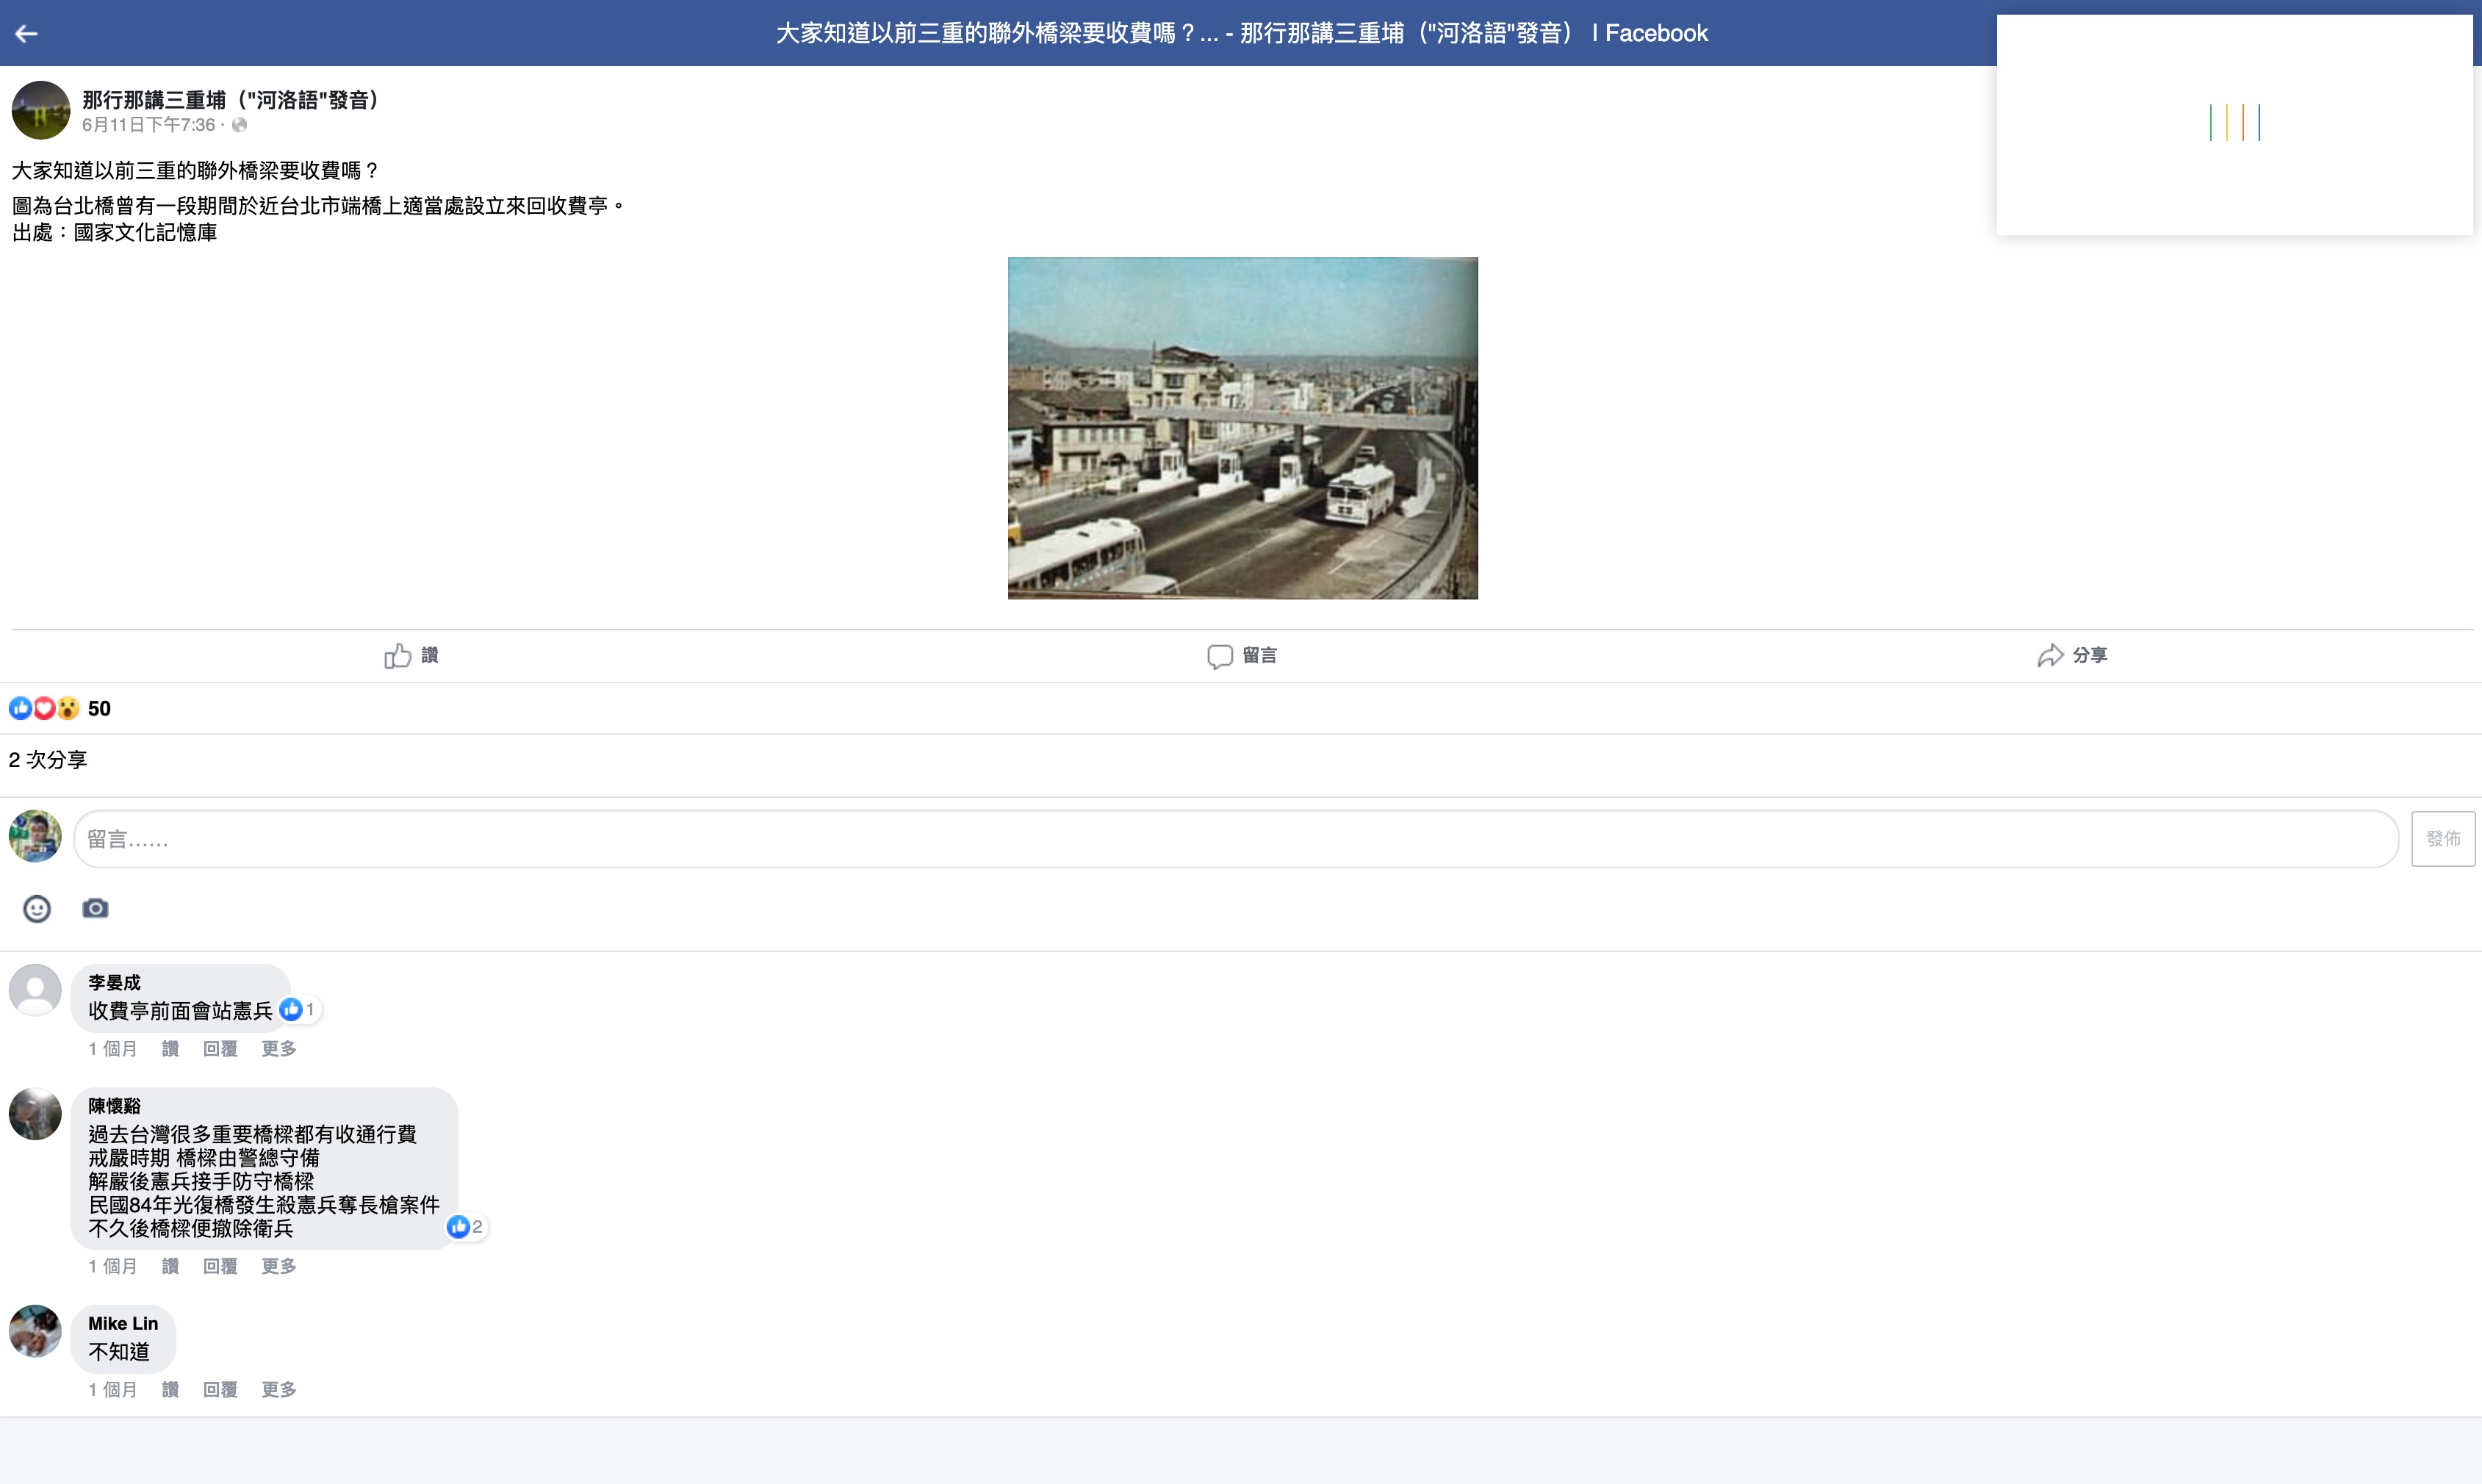 大家知道以前三重的聯外橋梁要收費嗎？... - 那行那講三重埔（"河洛語"發音） | Facebook
那行那講三重埔（"河洛語"發音）
6月11日下午7:36 ·
大家知道以前三重的聯外橋梁要收費嗎？
圖為台北橋曾有一段期間於近台北市端橋上適當處設立來回收費亭。
出處：國家文化記憶庫
讚 留言 分享
50
2 次分享
留言…… 發佈
李晏成
收費亭前面會站憲兵 1
1 個月 讚 回覆 更多
陳懷谿
過去台灣很多重要橋樑都有收通行費
戒嚴時期 橋樑由警總守備
解嚴後憲兵接手防守橋樑
民國84年光復橋發生殺憲兵奪長槍案件
不久後橋樑便撤除衛兵
2
1 個月 讚 回覆 更多
Mike Lin
不知道
1 個月 讚 回覆 更多